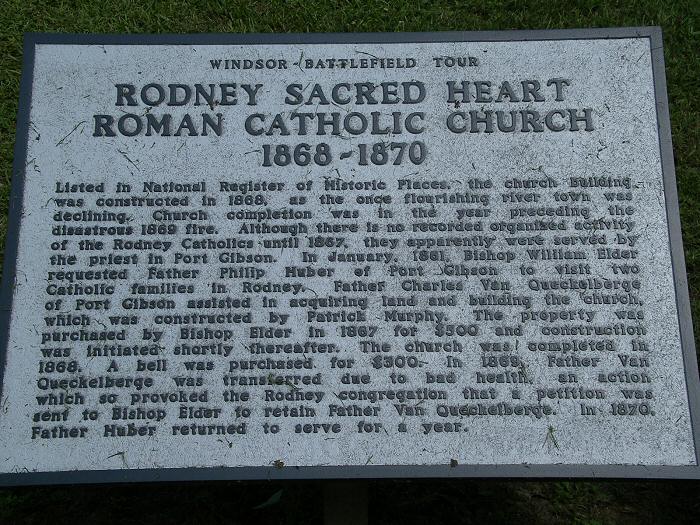 WINDSOR - BATTLEFIELD TOUR
RODNEY SACRED HEART
ROMAN CATHOLIC CHURCH
1868-1870
Listed in National Register of Historic Places, the church building,
was constructed in 1868, as the once flourishing river town was
declining. Church completion was in the year preceding the
disastrous 1869 fire. Although there is no recorded organized activity
of the Rodney Catholics until 1867, they apparently were served by
the priest in Port Gibson. In January, 1861, Bishop William Elder
requested Father Philip Huber of Port Gibson to visit two
Catholic families in Rodney. Father Charles Van Queckelberge
of Port Gibson assisted in acquiring land and building the church,
which was constructed by Patrick Murphy. The property was
purchased by Bishop Elder in 1867 for $500 and construction
was initiated shortly thereafter. The church was completed in
1868. A bell was purchased for $300. In 1869, Father Van
Queckelberge was transferred due to bad health, an action
which so provoked the Rodney congregation that a petition was
sent to Bishop Elder to retain Father Van Queckelberge. In 1870,
Father Huber returned to serve for a year.